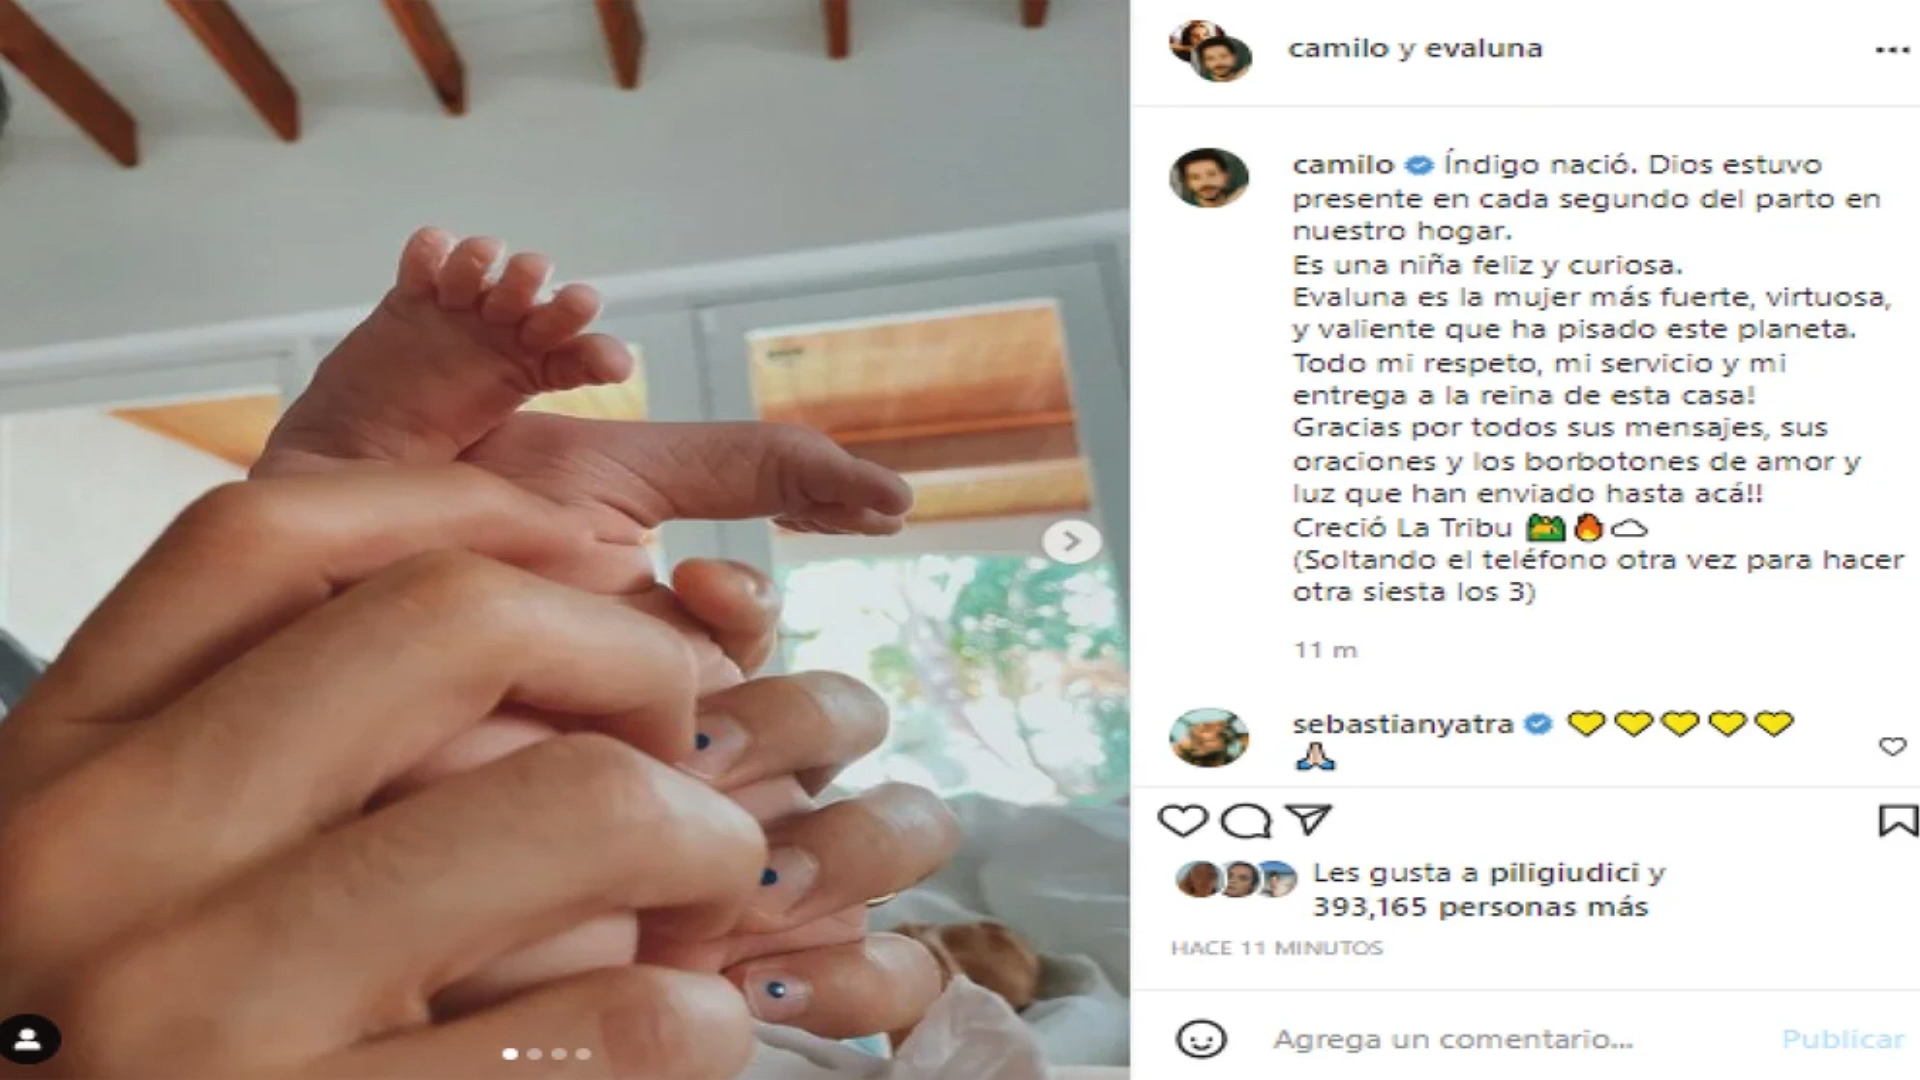 camilo y evaluna
camilo Índigo nació. Dios estuvo
presente en cada segundo del parto en
nuestro hogar.
Es una niña feliz y curiosa.
Evaluna es la mujer más fuerte, virtuosa,
y valiente que ha pisado este planeta.
Todo mi respeto, mi servicio y mi
entrega a la reina de esta casa!
Gracias por todos sus mensajes, sus
oraciones y los borbotones de amor y
luz que han enviado hasta acá!!
Creció La Tribu 🏕🔥☁
(Soltando el teléfono otra vez para hacer
otra siesta los 3)
11 m
sebastianyatra 💛💛💛💛💛
🙏🏻
Les gusta a piligiudici y
393,165 personas más
HACE 11 MINUTOS
Agrega un comentario... Publicar